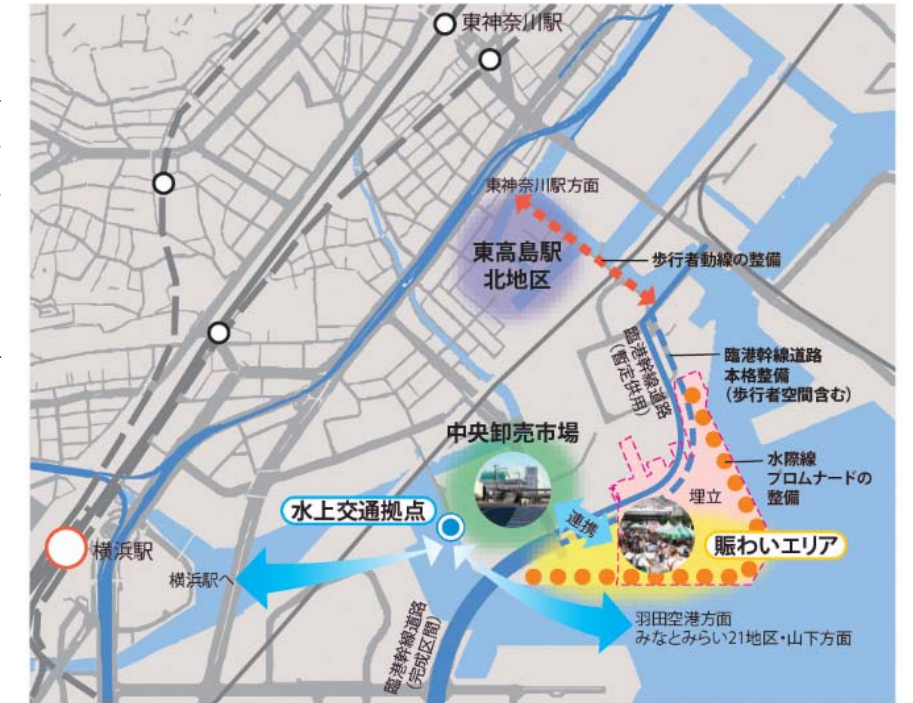 東神奈川駅
東神奈川駅方面
東高島駅
北地区
歩行者動線の整備
臨港幹線道路
(暫定供用)
臨港幹線道路
本格整備
(歩行者空間含む)
中央卸売市場
水際線
プロムナードの
整備
埋立
水上交通拠点
連携
賑わいエリア
横浜駅
横浜駅へ
羽田空港方面
みなとみらい21地区・山下方面
臨港幹線道路
(完成区間)